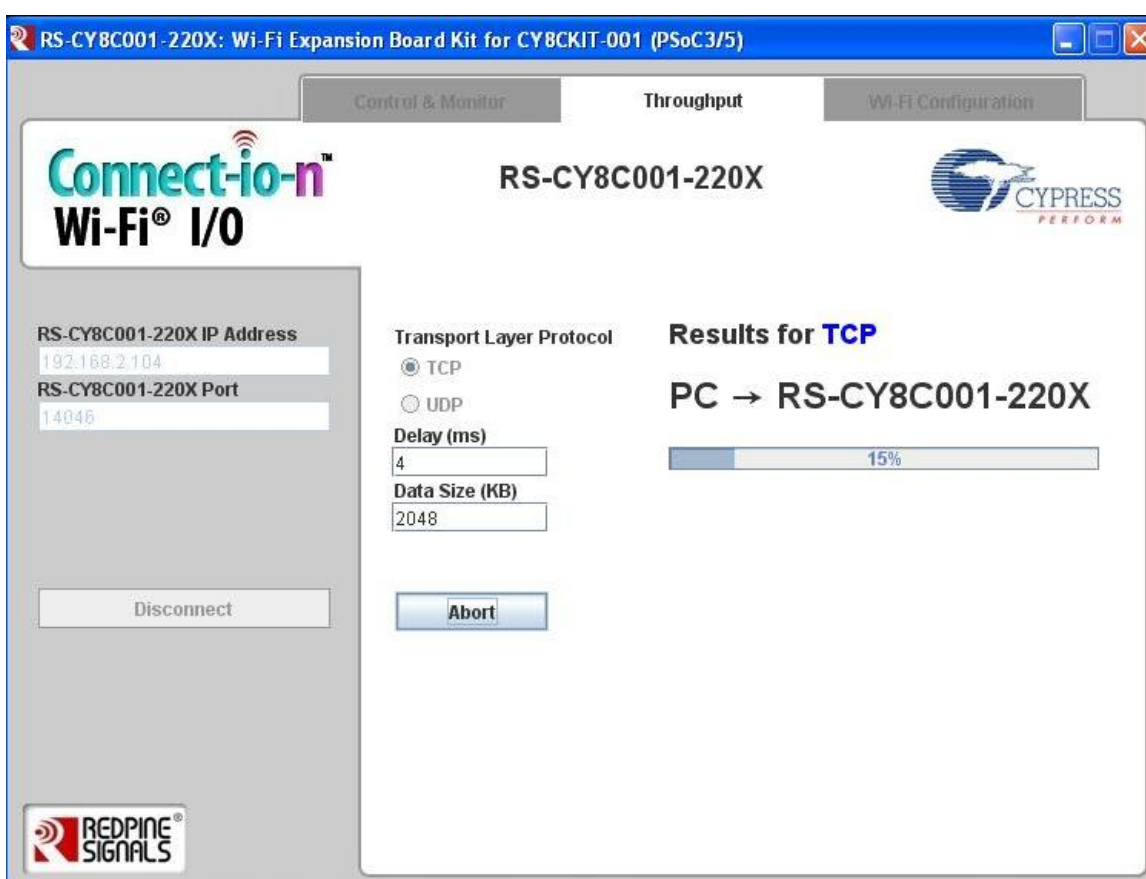 RS-CY8C001-220X: Wi-Fi Expansion Board Kit for CY8CKIT-001 (PSoC3/5)
Control & Monitor
Throughput
Wi-Fi Configuration
Connect-io-n™
Wi-Fi® I/O
RS-CY8C001-220X
CYPRESS
PERFORM
RS-CY8C001-220X IP Address
192.168.2.104
RS-CY8C001-220X Port
14046
Disconnect
Transport Layer Protocol
TCP
UDP
Delay (ms)
4
Data Size (KB)
2048
Abort
Results for TCP
PC → RS-CY8C001-220X
15%
REDPINE®
SIGNALS